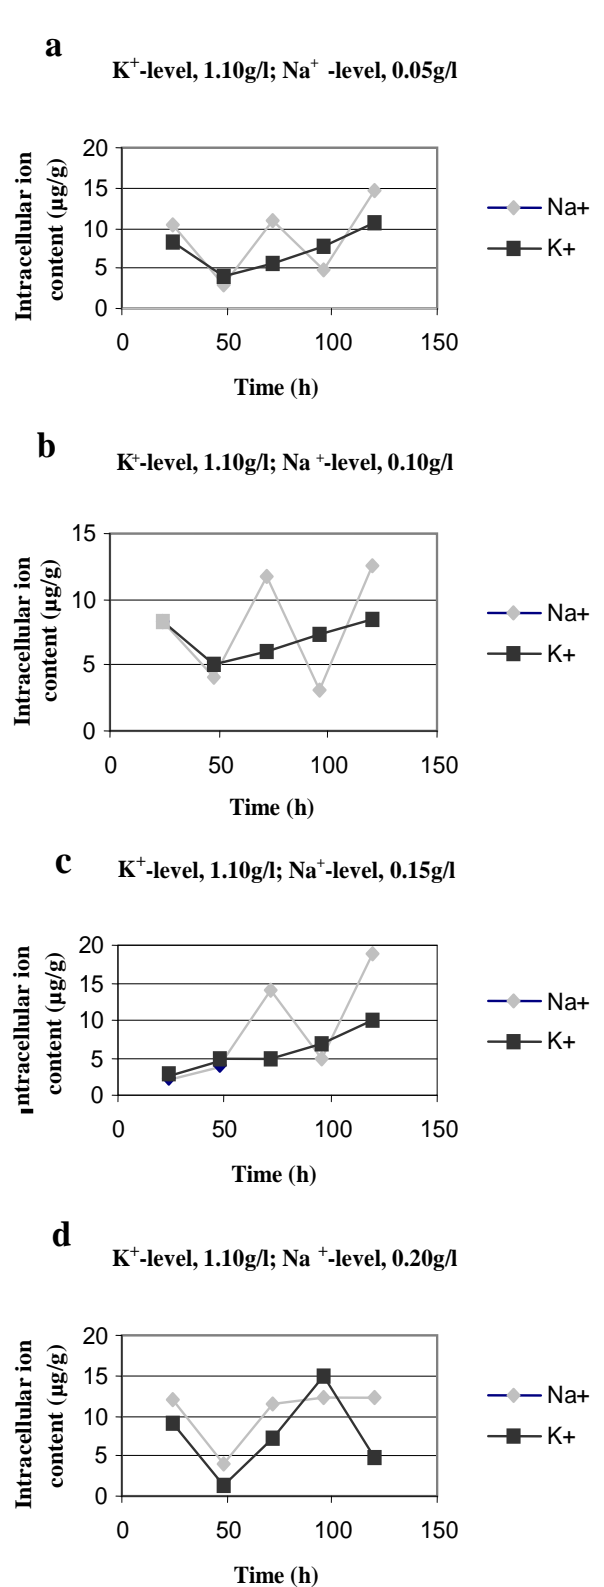 a
K+-level, 1.10g/l; Na+ -level, 0.05g/l
Intracellular ion
content (µg/g)
20
15
10
5
0
0 50 100 150
Time (h)
Na+
K+
b
K+-level, 1.10g/l; Na +-level, 0.10g/l
Intracellular ion
content (µg/g)
15
10
5
0
0 50 100 150
Time (h)
Na+
K+
c
K+-level, 1.10g/l; Na+-level, 0.15g/l
Intracellular ion
content (µg/g)
20
15
10
5
0
0 50 100 150
Time (h)
Na+
K+
d
K+-level, 1.10g/l; Na +-level, 0.20g/l
Intracellular ion
content (µg/g)
20
15
10
5
0
0 50 100 150
Time (h)
Na+
K+